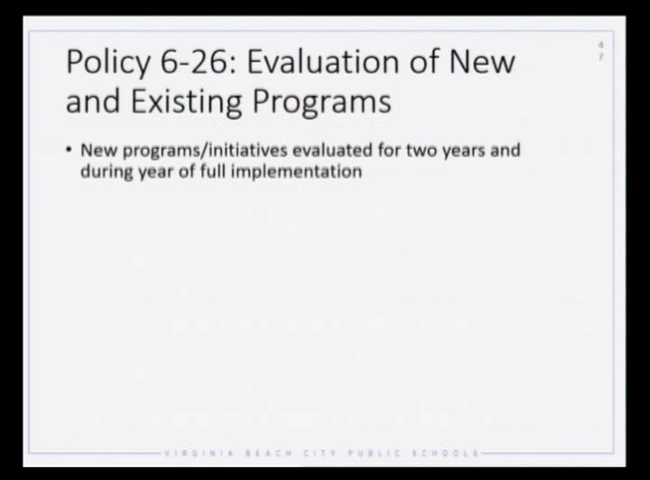 Policy 6-26: Evaluation of New
and Existing Programs
4
7
• New programs/initiatives evaluated for two years and
during year of full implementation
VIRGINIA BEACH CITY PUBLIC SCHOOLS